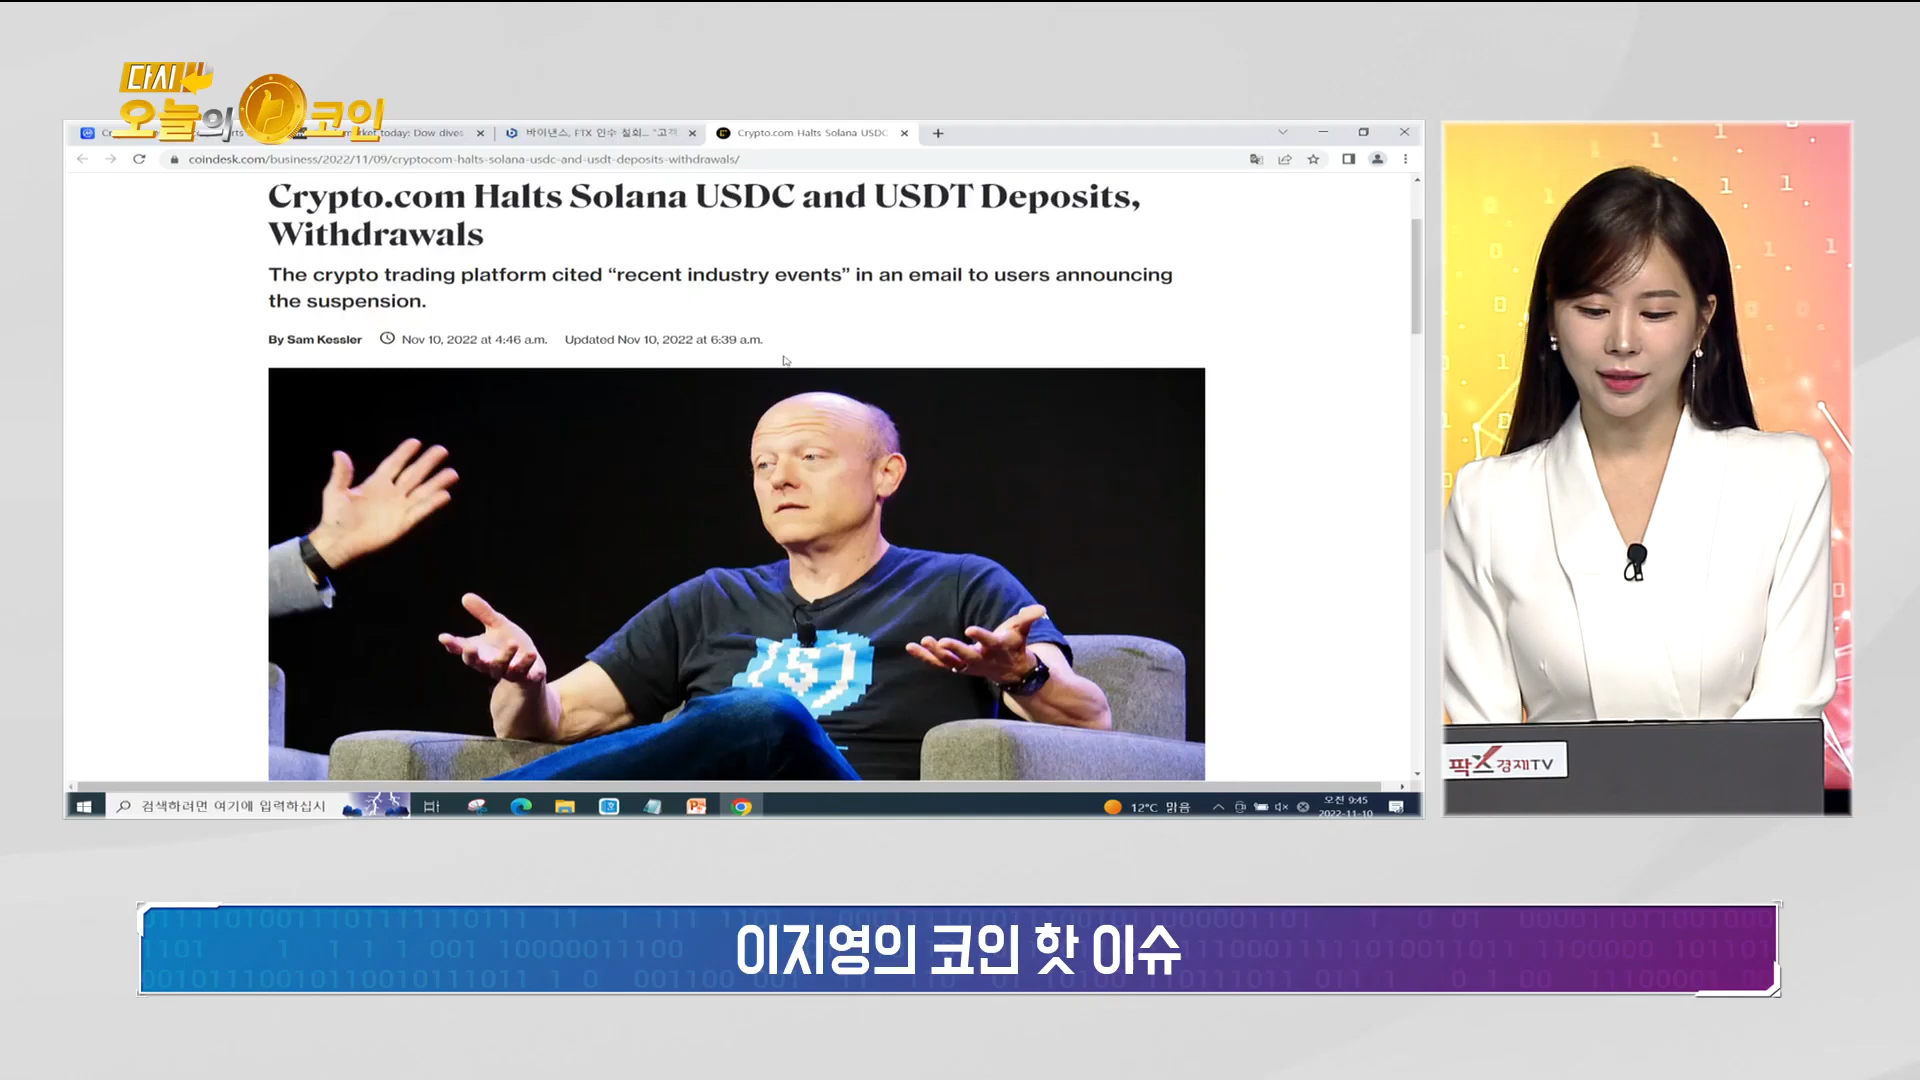 다시
오늘의 코인
market today: Dow dives
바이낸스, FTX 인수 철회... "고객
Crypto.com Halts Solana USDC
coindesk.com/business/2022/11/09/cryptocom-halts-solana-usdc-and-usdt-deposits-withdrawals/
Crypto.com Halts Solana USDC and USDT Deposits,
Withdrawals
The crypto trading platform cited “recent industry events” in an email to users announcing
the suspension.
By Sam Kessler Nov 10, 2022 at 4:46 a.m. Updated Nov 10, 2022 at 6:39 a.m.
팍스경제TV
검색하려면 여기에 입력하십시
12°C 맑음
오전 9:45
2022-11-10
이지영의 코인 핫 이슈